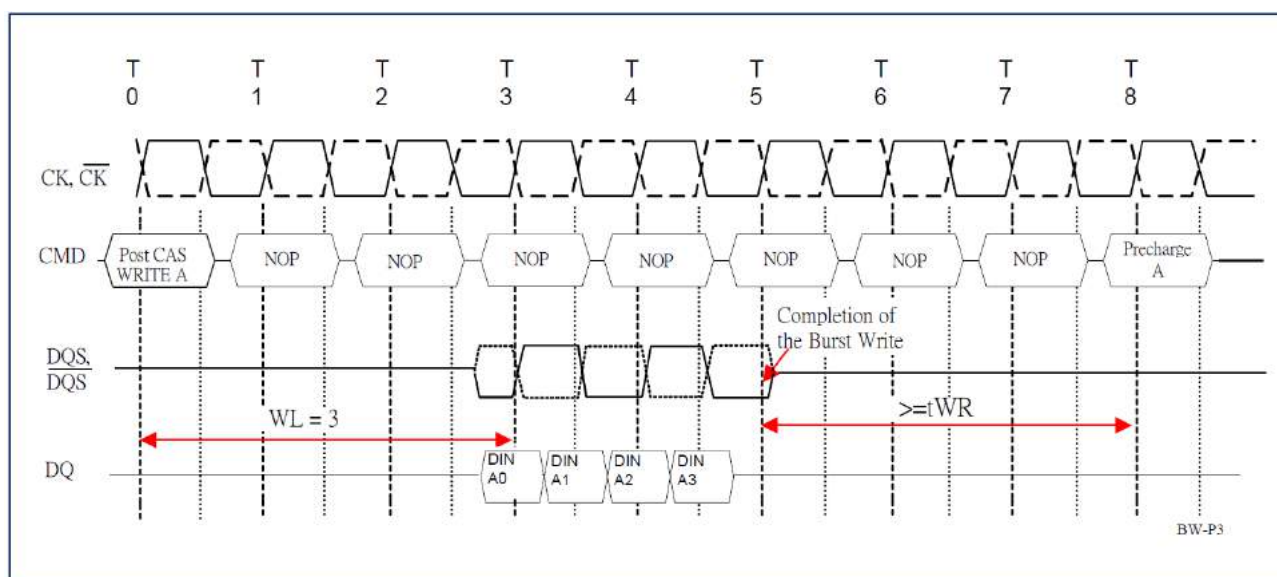 T T T T T T T T T
0 1 2 3 4 5 6 7 8
CK, CK
CMD
Post CAS
WRITE A
NOP NOP NOP NOP NOP NOP NOP
Precharge
A
Completion of
the Burst Write
DQS,
DQS
WL = 3
>=tWR
DQ
DIN
A0
DIN
A1
DIN
A2
DIN
A3
BW-P3